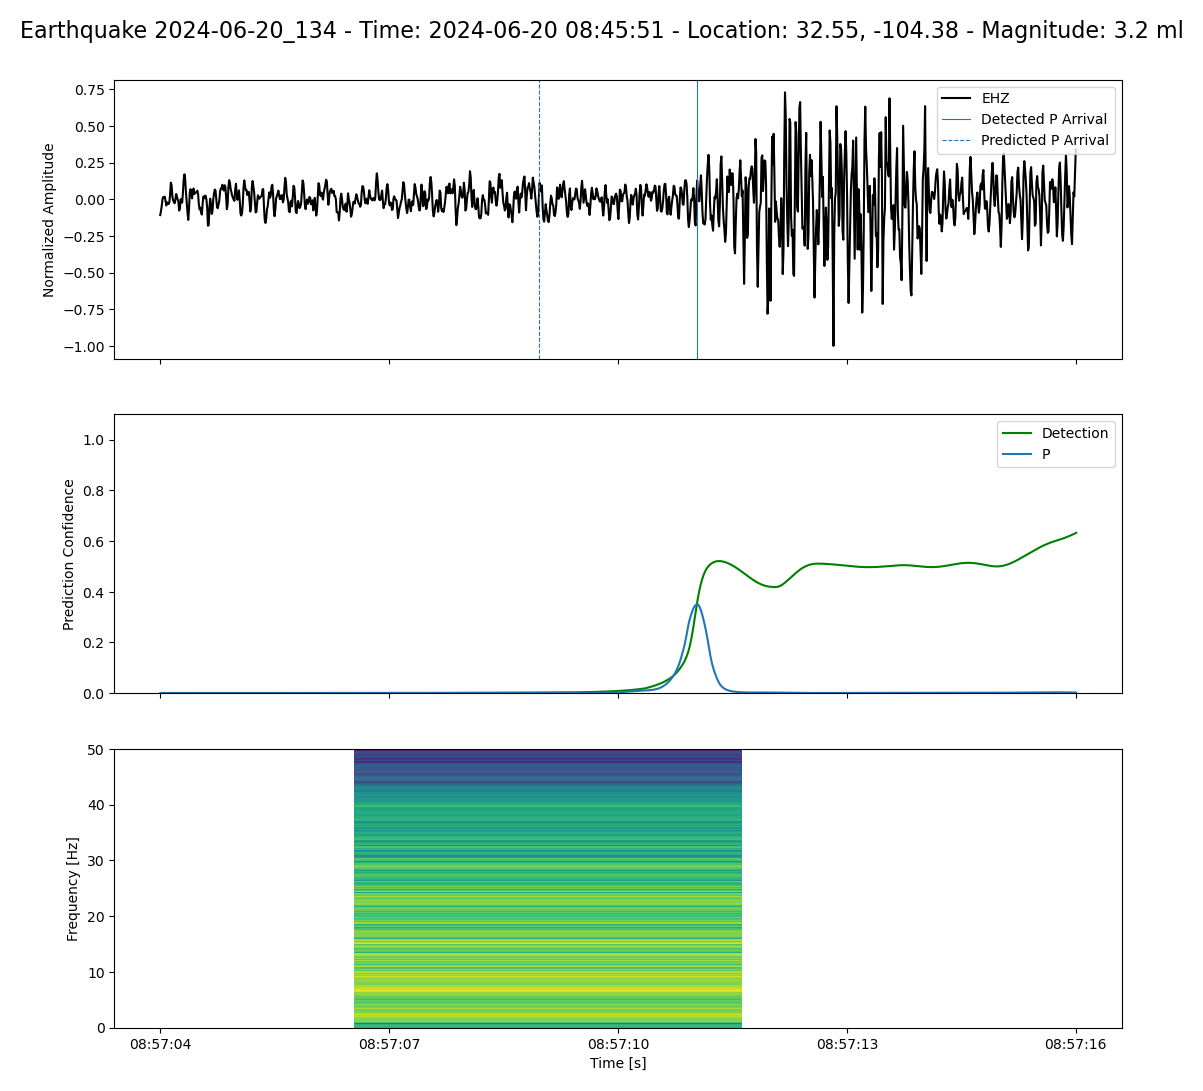 Earthquake 2024-06-20_134 - Time: 2024-06-20 08:45:51 - Location: 32.55, -104.38 - Magnitude: 3.2 ml
Normalized Amplitude
0.75
0.50
0.25
0.00
−0.25
−0.50
−0.75
−1.00
EHZ
Detected P Arrival
Predicted P Arrival
Prediction Confidence
1.0
0.8
0.6
0.4
0.2
0.0
Detection
P
Frequency [Hz]
50
40
30
20
10
0
08:57:04 08:57:07 08:57:10 08:57:13 08:57:16
Time [s]